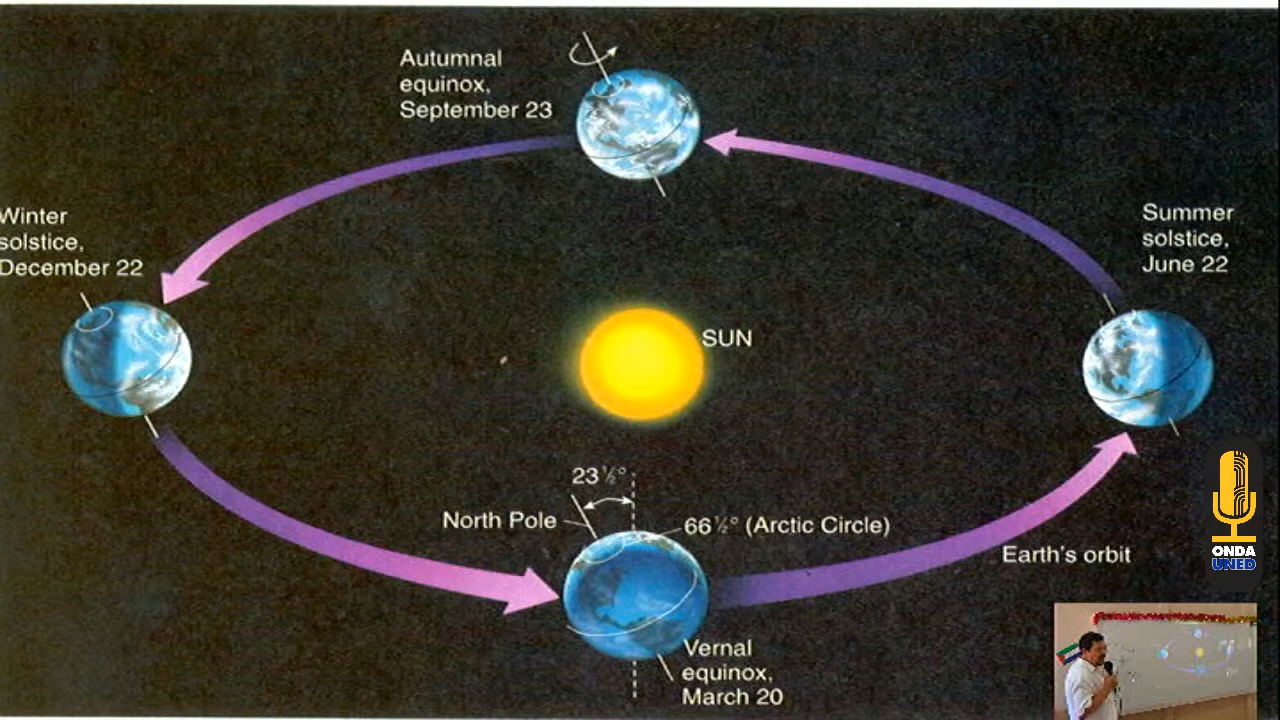 Autumnal
equinox,
September 23
Winter
solstice,
December 22
Summer
solstice,
June 22
SUN
23½°
North Pole
66½° (Arctic Circle)
Earth's orbit
Vernal
equinox,
March 20
ONDA
UNED